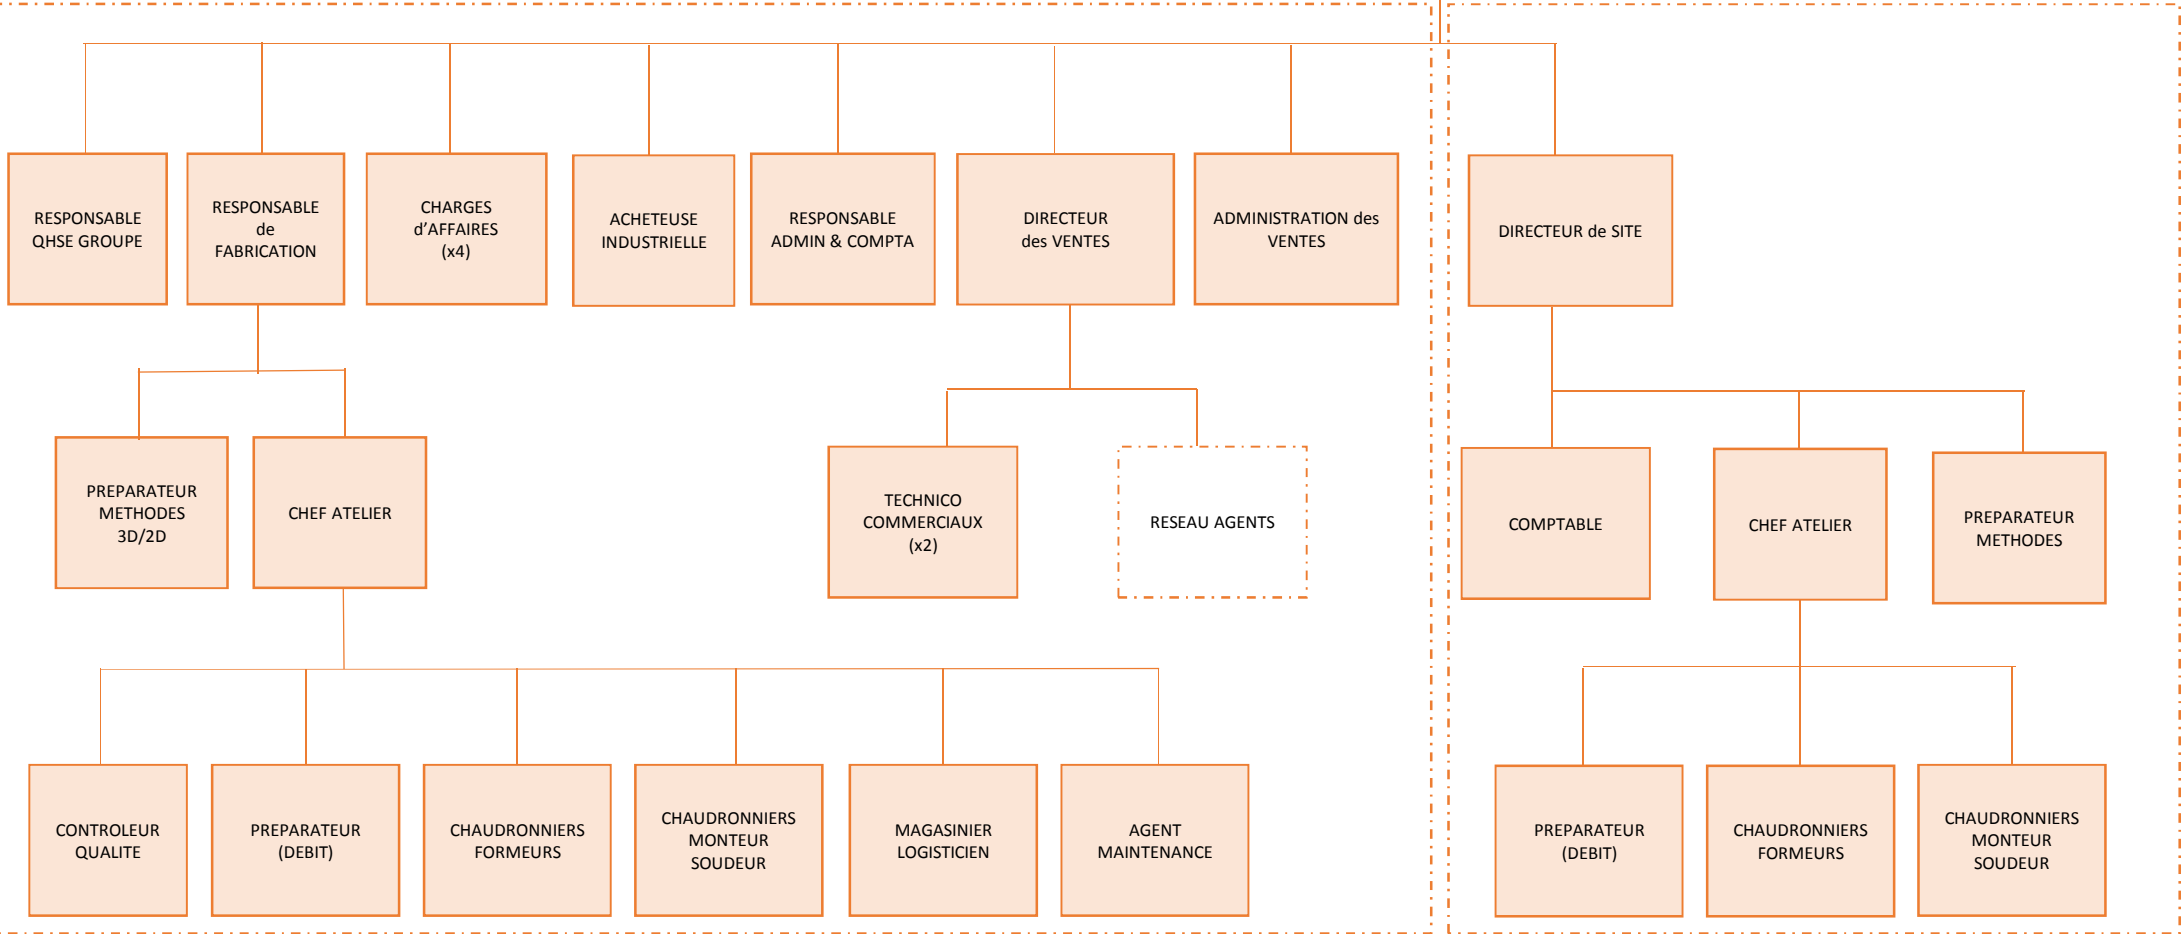 RESPONSABLE
QHSE GROUPE
RESPONSABLE
de
FABRICATION
CHARGES
d’AFFAIRES
(x4)
ACHETEUSE
INDUSTRIELLE
RESPONSABLE
ADMIN & COMPTA
DIRECTEUR
des VENTES
ADMINISTRATION des
VENTES
DIRECTEUR de SITE
PREPARATEUR
METHODES
3D/2D
CHEF ATELIER
TECHNICO
COMMERCIAUX
(x2)
RESEAU AGENTS
COMPTABLE
CHEF ATELIER
PREPARATEUR
METHODES
CONTROLEUR
QUALITE
PREPARATEUR
(DEBIT)
CHAUDRONNIERS
FORMEURS
CHAUDRONNIERS
MONTEUR
SOUDEUR
MAGASINIER
LOGISTICIEN
AGENT
MAINTENANCE
PREPARATEUR
(DEBIT)
CHAUDRONNIERS
FORMEURS
CHAUDRONNIERS
MONTEUR
SOUDEUR